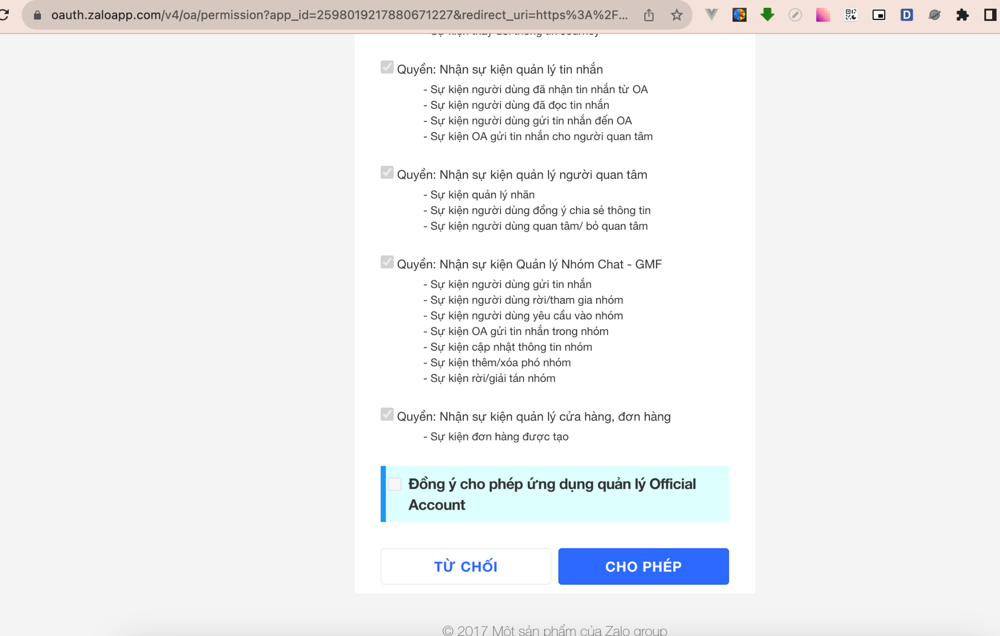 oauth.zaloapp.com/v4/oa/permission?app_id=2598019217880671227&redirect_uri=https%3A%2F...
D
- Sự kiện thay đổi thông tin Journey
Quyền: Nhận sự kiện quản lý tin nhắn
- Sự kiện người dùng đã nhận tin nhắn từ OA
- Sự kiện người dùng đã đọc tin nhắn
- Sự kiện người dùng gửi tin nhắn đến OA
- Sự kiện OA gửi tin nhắn cho người quan tâm
Quyền: Nhận sự kiện quản lý người quan tâm
- Sự kiện quản lý nhãn
- Sự kiện người dùng đồng ý chia sẻ thông tin
- Sự kiện người dùng quan tâm/ bỏ quan tâm
Quyền: Nhận sự kiện Quản lý Nhóm Chat - GMF
- Sự kiện người dùng gửi tin nhắn
- Sự kiện người dùng rời/tham gia nhóm
- Sự kiện người dùng yêu cầu vào nhóm
- Sự kiện OA gửi tin nhắn trong nhóm
- Sự kiện cập nhật thông tin nhóm
- Sự kiện thêm/xóa phó nhóm
- Sự kiện rời/giải tán nhóm
Quyền: Nhận sự kiện quản lý cửa hàng, đơn hàng
- Sự kiện đơn hàng được tạo
Đồng ý cho phép ứng dụng quản lý Official
Account
TỪ CHỐI
CHO PHÉP
© 2017 Một sản phẩm của Zalo group